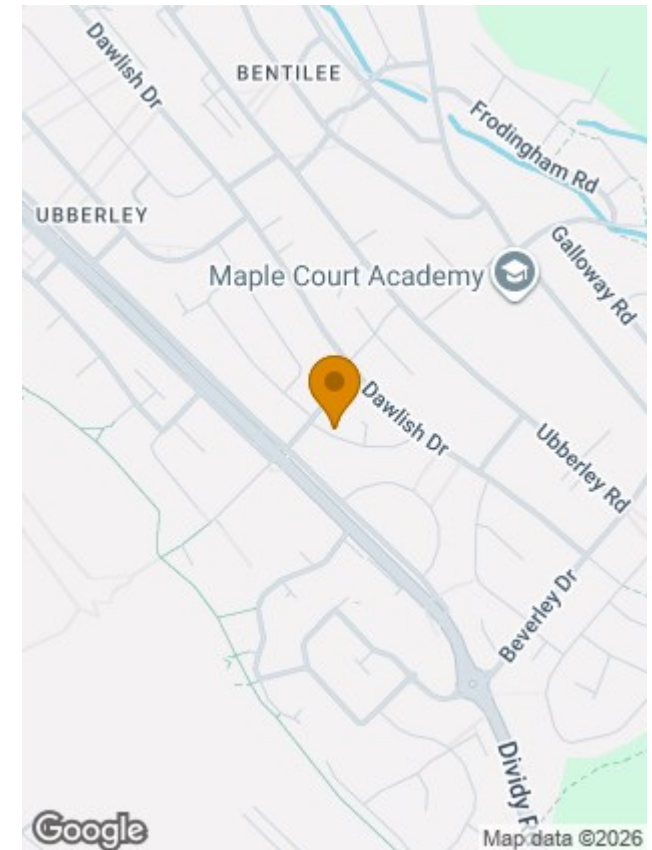 Dawlish Dr
BENTILEE
Frodingham Rd
UBBERLEY
Galloway Rd
Maple Court Academy
Dawlish Dr
Ubberley Rd
Beverley Dr
Dividy R
Google
Map data ©2026